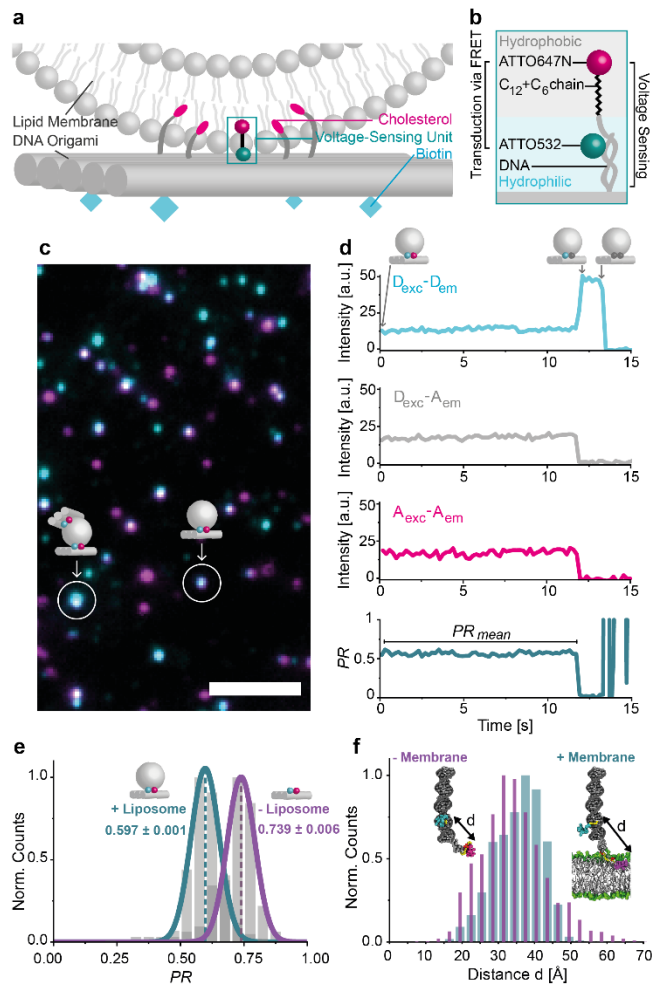 a
Lipid Membrane
DNA Origami
Cholesterol
Voltage-Sensing Unit
Biotin
b
Transduction via FRET
Hydrophobic
ATTO647N
C12+C6chain
ATTO532
DNA
Hydrophilic
Voltage Sensing
c
d
Intensity [a.u.]
50
25
0
Dexc-Dem
0 5 10 15
Intensity [a.u.]
50
25
0
Dexc-Aem
0 5 10 15
Intensity [a.u.]
50
25
0
Aexc-Aem
0 5 10 15
PR
1
0.5
0
PRmean
0 5 10 15
Time [s]
e
Norm. Counts
1.0
0.5
0.0
+ Liposome
0.597 ± 0.001
- Liposome
0.739 ± 0.006
0.00 0.25 0.50 0.75 1.00
PR
f
Norm. Counts
1.0
0.5
0.0
- Membrane
d
+ Membrane
d
0 10 20 30 40 50 60 70
Distance d [Å]